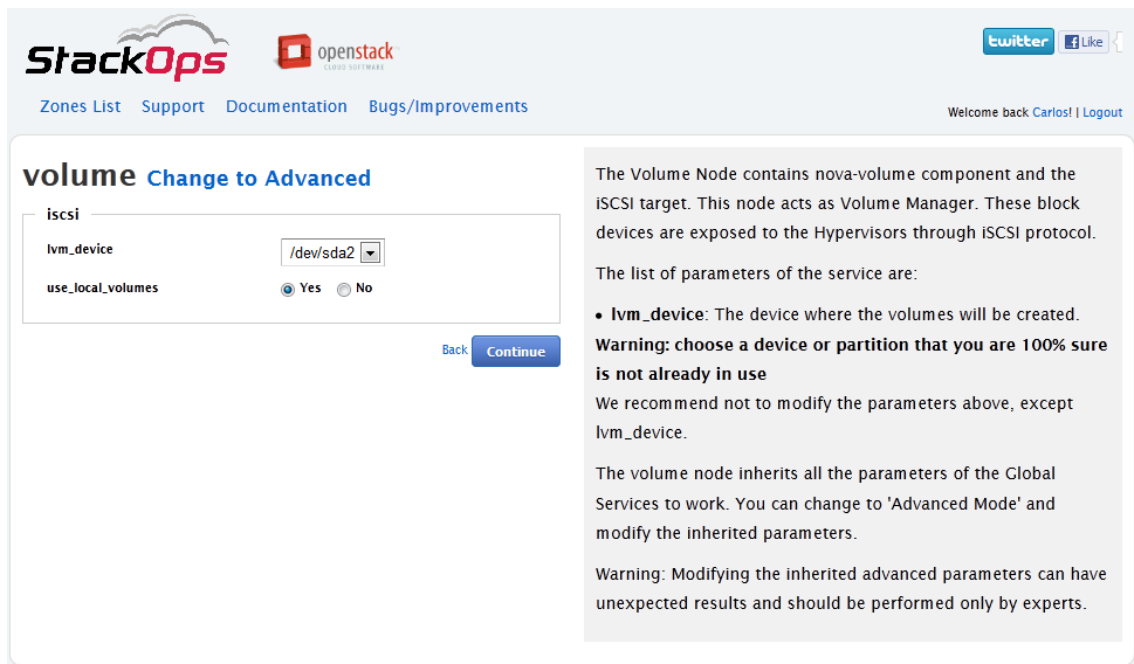 StackOps
openstack
CLOUD SOFTWARE
twitter
Like
Zones List Support Documentation Bugs/Improvements
Welcome back Carlos! | Logout
volume Change to Advanced
iscsi
lvm_device
/dev/sda2
use_local_volumes
Yes No
Back Continue
The Volume Node contains nova-volume component and the
iSCSI target. This node acts as Volume Manager. These block
devices are exposed to the Hypervisors through iSCSI protocol.
The list of parameters of the service are:
• lvm_device: The device where the volumes will be created.
Warning: choose a device or partition that you are 100% sure
is not already in use
We recommend not to modify the parameters above, except
lvm_device.
The volume node inherits all the parameters of the Global
Services to work. You can change to 'Advanced Mode' and
modify the inherited parameters.
Warning: Modifying the inherited advanced parameters can have
unexpected results and should be performed only by experts.